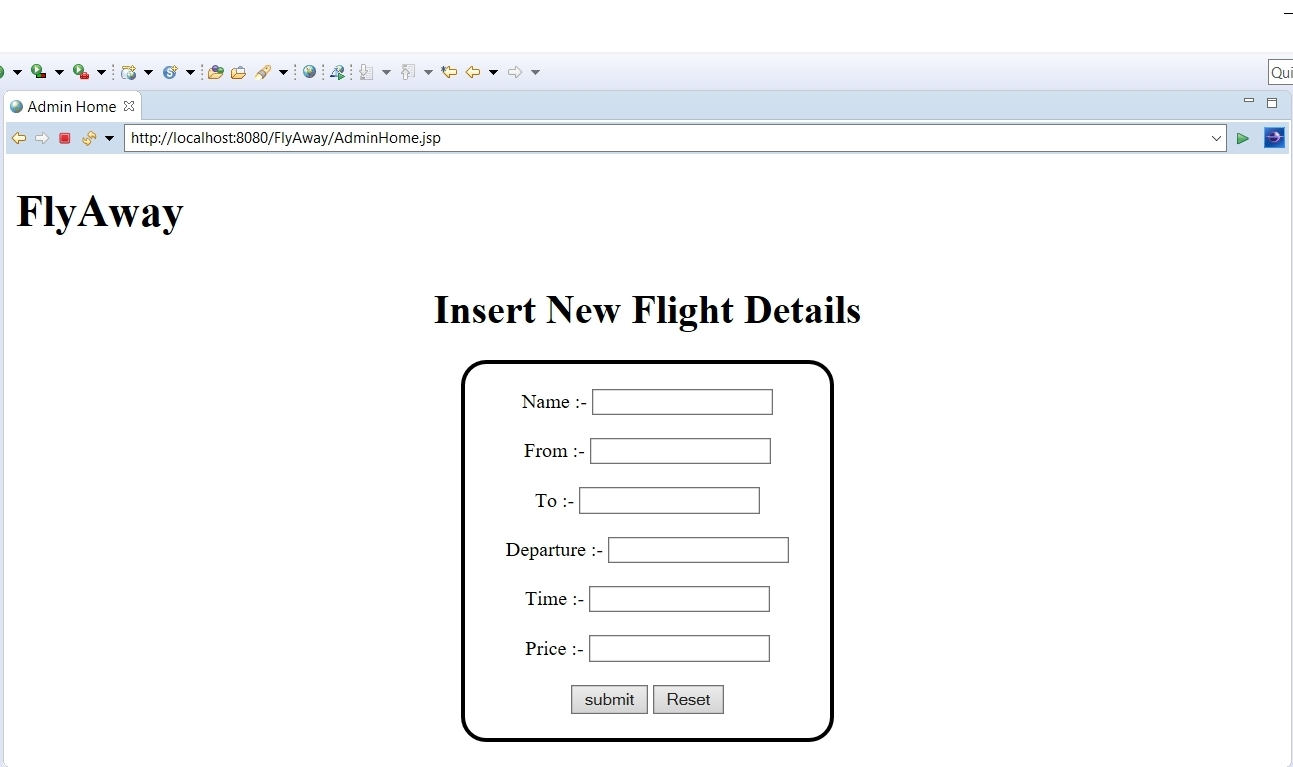 Qui
Admin Home
http://localhost:8080/FlyAway/AdminHome.jsp
FlyAway
Insert New Flight Details
Name :-
From :-
To :-
Departure :-
Time :-
Price :-
submit Reset